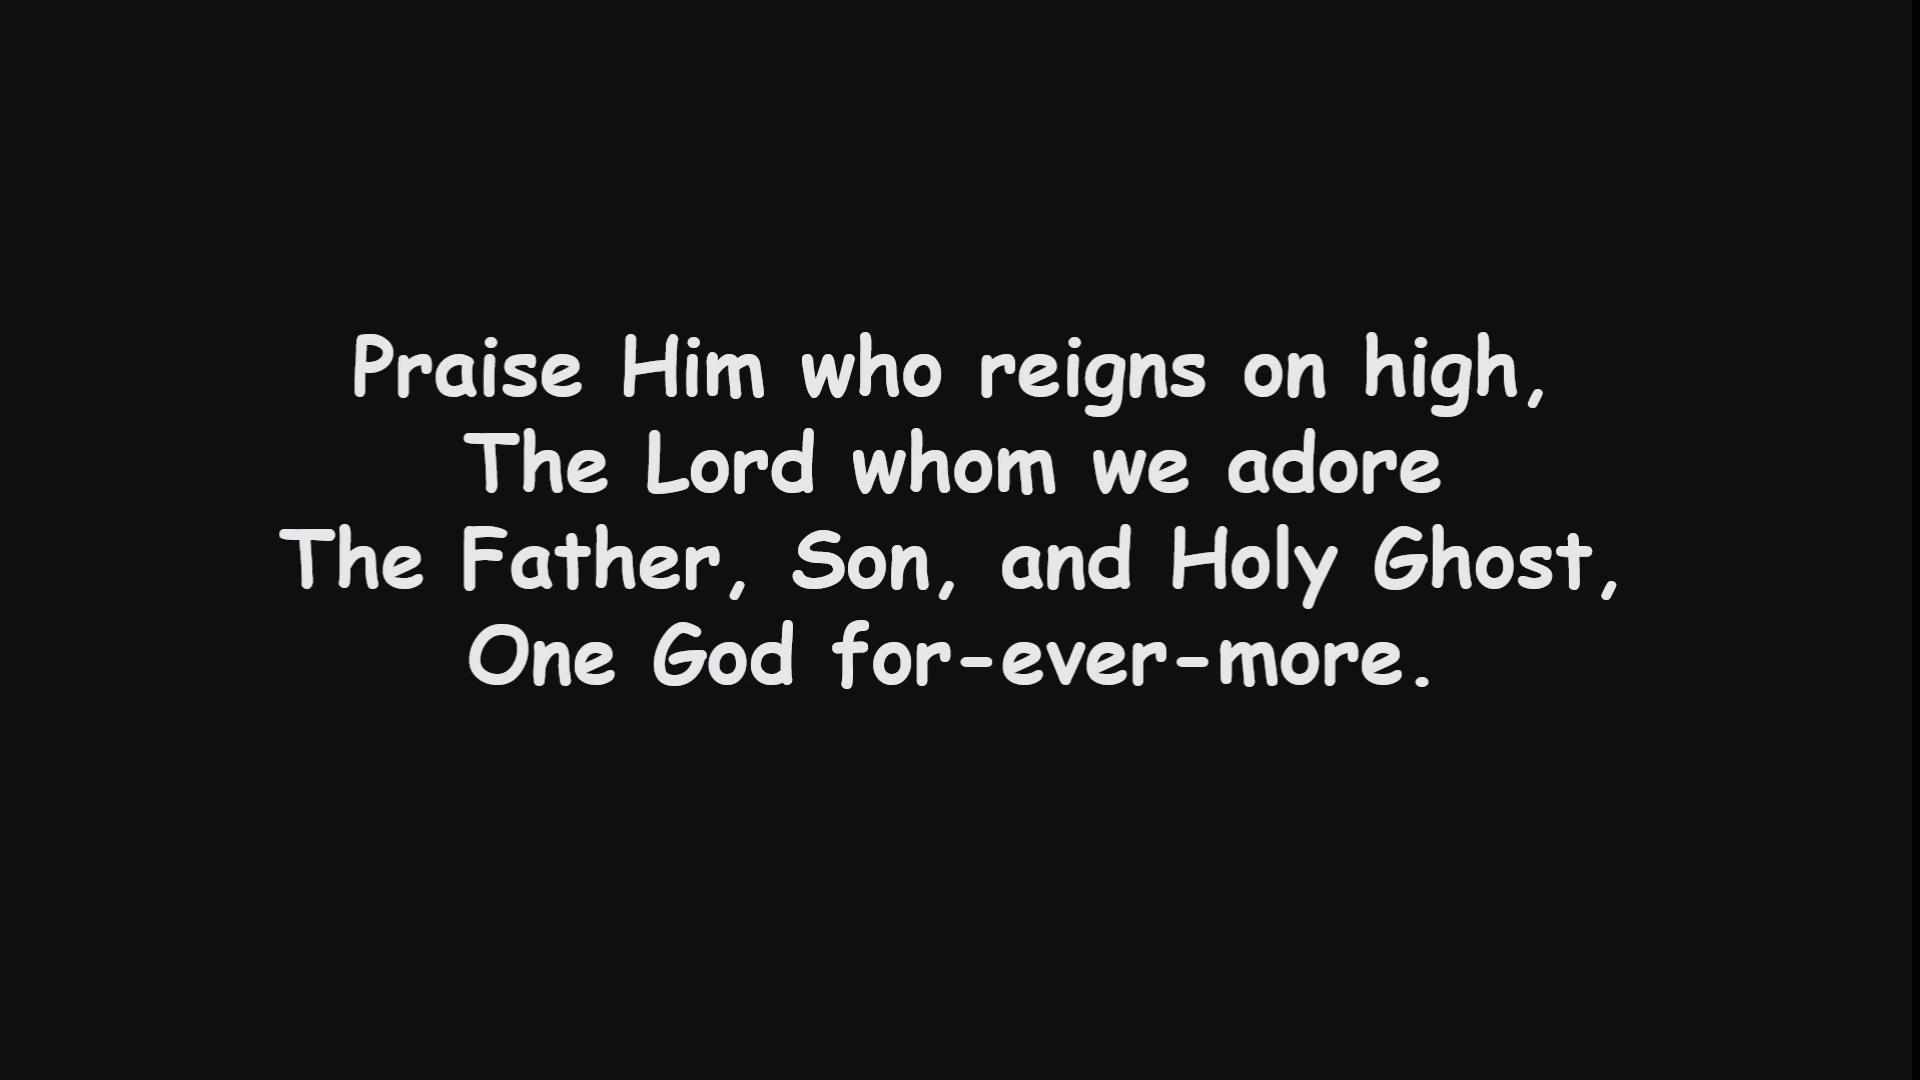 Praise Him who reigns on high,
The Lord whom we adore
The Father, Son, and Holy Ghost,
One God for-ever-more.